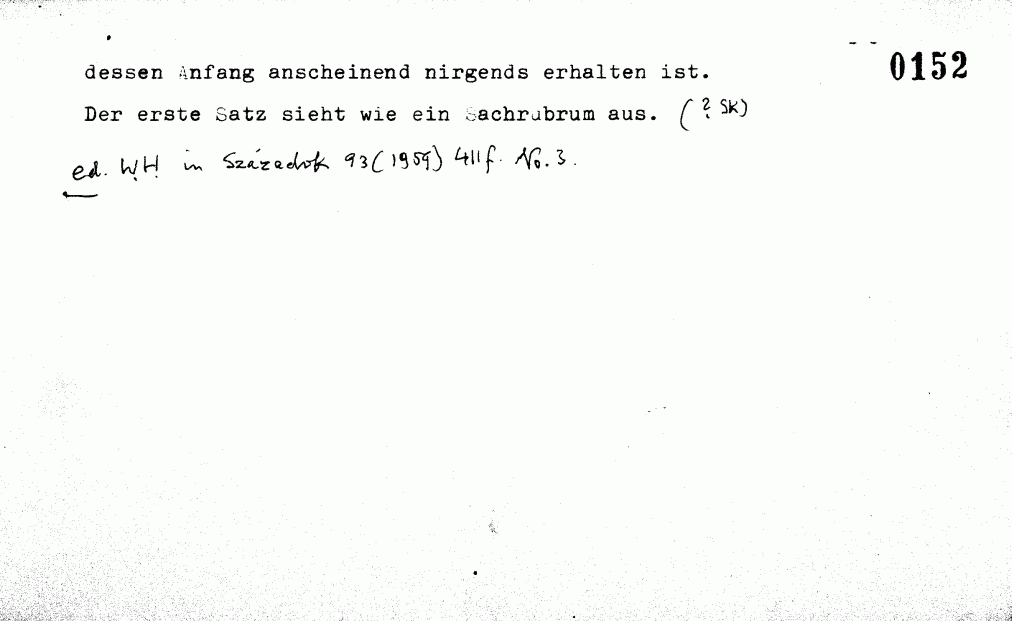 0152
dessen Anfang anscheinend nirgends erhalten ist.
Der erste Satz sieht wie ein Sachrubrum aus. (? SK)
ed. W.H. in Századok 93 (1959) 411f. No. 3.